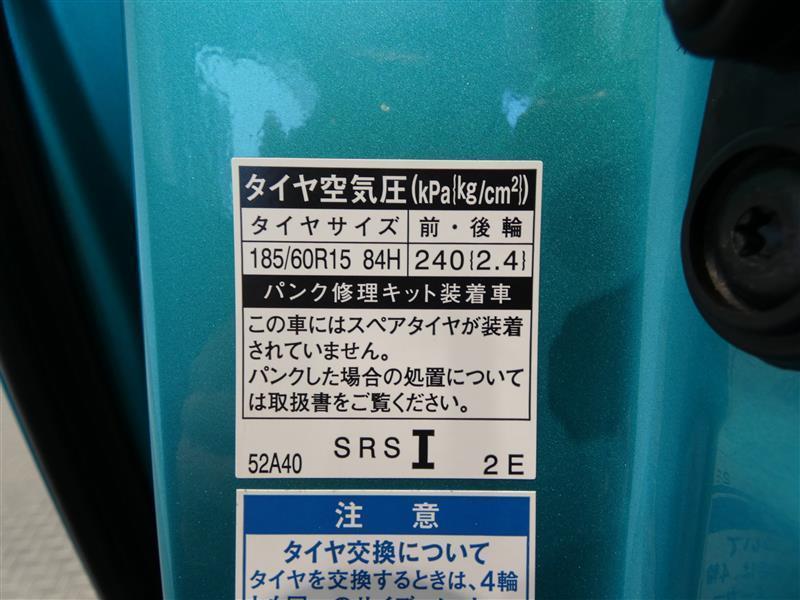 タイヤ空気圧(kPa{kg/cm²})
タイヤサイズ 前・後輪
185/60R15 84H 240{2.4}
パンク修理キット装着車
この車にはスペアタイヤが装着
されていません。
パンクした場合の処置について
は取扱書をご覧ください。
52A40 SRS I 2E
注 意
タイヤ交換について
タイヤを交換するときは、4輪